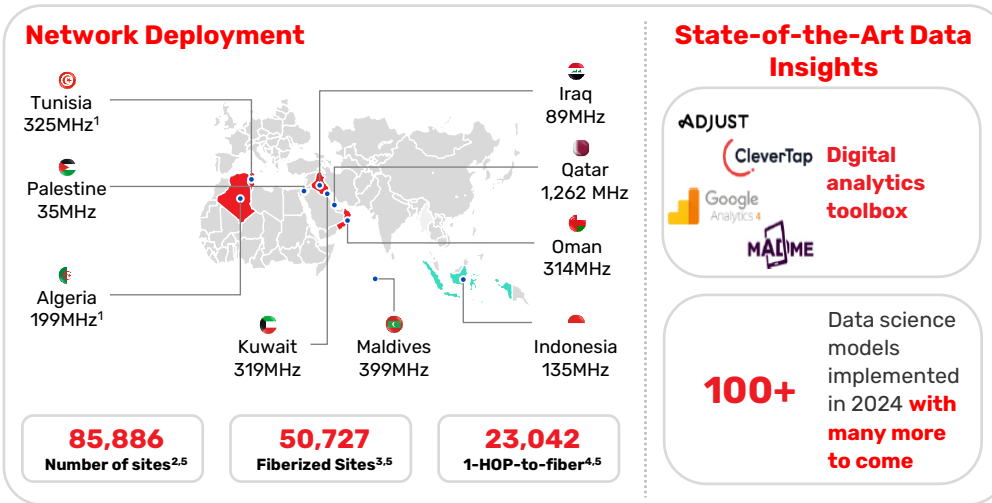 Network Deployment
Tunisia
325MHz¹
Palestine
35MHz
Algeria
199MHz¹
Kuwait
319MHz
Maldives
399MHz
Iraq
89MHz
Qatar
1,262 MHz
Oman
314MHz
Indonesia
135MHz
85,886
Number of sites²,⁵
50,727
Fiberized Sites³,⁵
23,042
1-HOP-to-fiber⁴,⁵
State-of-the-Art Data
Insights
ADJUST
CleverTap
Google
Analytics 4
MADME
Digital
analytics
toolbox
100+
Data science
models
implemented
in 2024 with
many more
to come